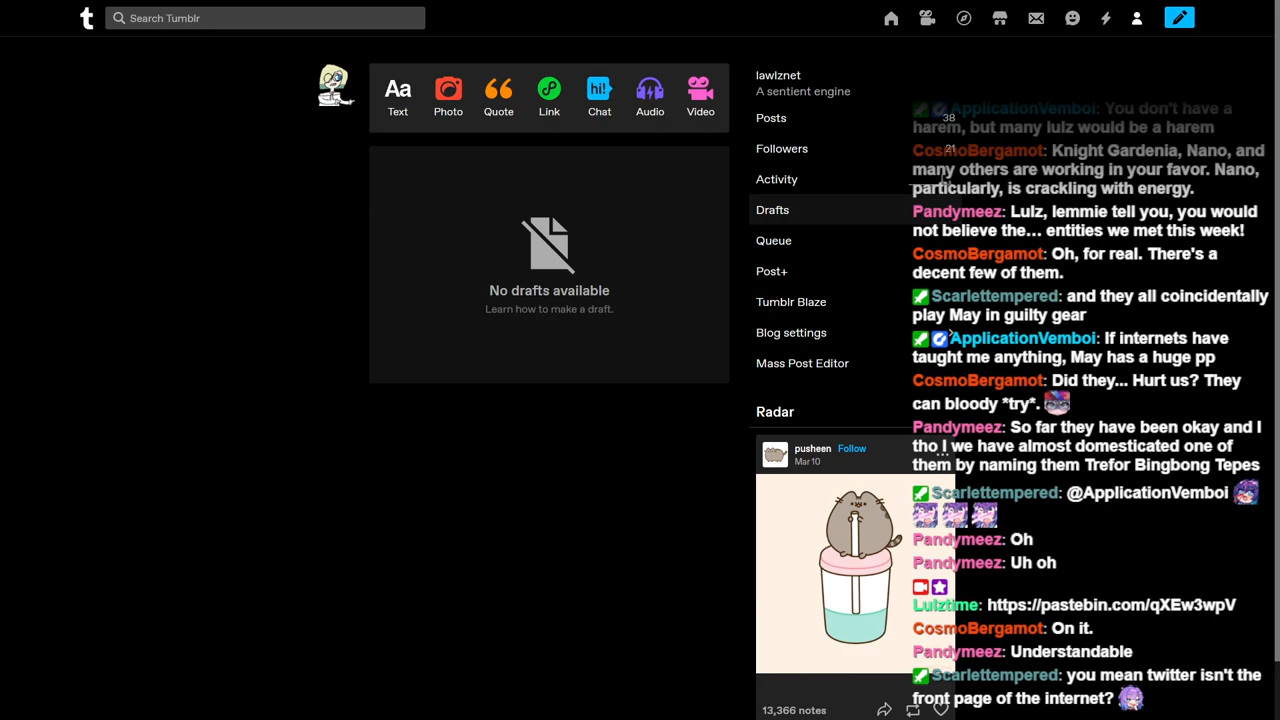 t
Search Tumblr
Aa
hi!
Text
Photo
Quote
Link
Chat
Audio
Video
No drafts available
Learn how to make a draft.
lawlznet
A sentient engine
Posts
38
Followers
21
Activity
Drafts
Queue
Post+
Tumblr Blaze
Blog settings
Mass Post Editor
Radar
pusheen Follow
Mar 10
13,366 notes
ApplicationVemboi: You don't have a
harem, but many lulz would be a harem
CosmoBergamot: Knight Gardenia, Nano, and
many others are working in your favor. Nano,
particularly, is crackling with energy.
Pandymeez: Lulz, lemmie tell you, you would
not believe the... entities we met this week!
CosmoBergamot: Oh, for real. There's a
decent few of them.
Scarlettempered: and they all coincidentally
play May in guilty gear
ApplicationVemboi: If internets have
taught me anything, May has a huge pp
CosmoBergamot: Did they... Hurt us? They
can bloody *try*.
Pandymeez: So far they have been okay and I
tho I we have almost domesticated one of
them by naming them Trefor Bingbong Tepes
Scarlettempered: @ApplicationVemboi
Pandymeez: Oh
Pandymeez: Uh oh
Lulztime: https://pastebin.com/qXEw3wpV
CosmoBergamot: On it.
Pandymeez: Understandable
Scarlettempered: you mean twitter isn't the
front page of the internet?